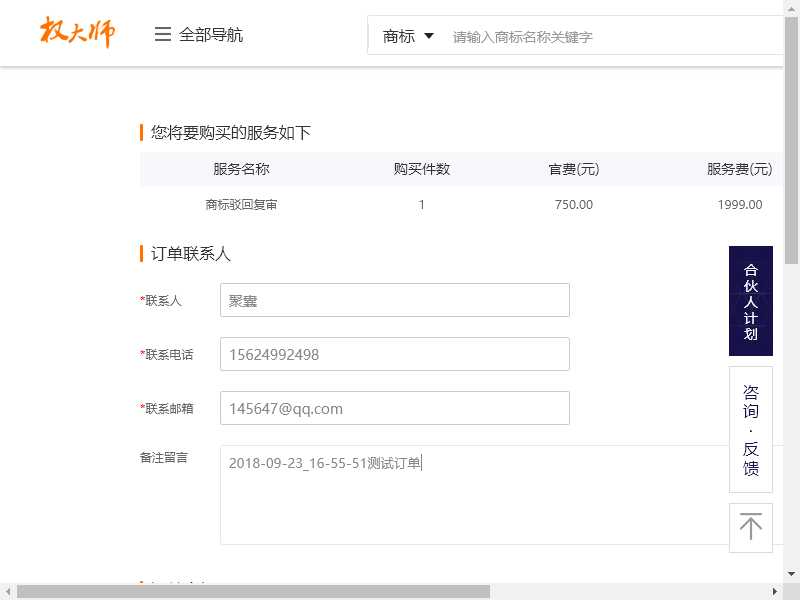 权大师
全部导航
商标
请输入商标名称关键字
您将要购买的服务如下
服务名称 购买件数 官费(元) 服务费(元)
商标驳回复审 1 750.00 1999.00
订单联系人
*联系人 聚囊
*联系电话 15624992498
*联系邮箱 145647@qq.com
备注留言 2018-09-23_16-55-51测试订单
合伙人计划
咨询·反馈